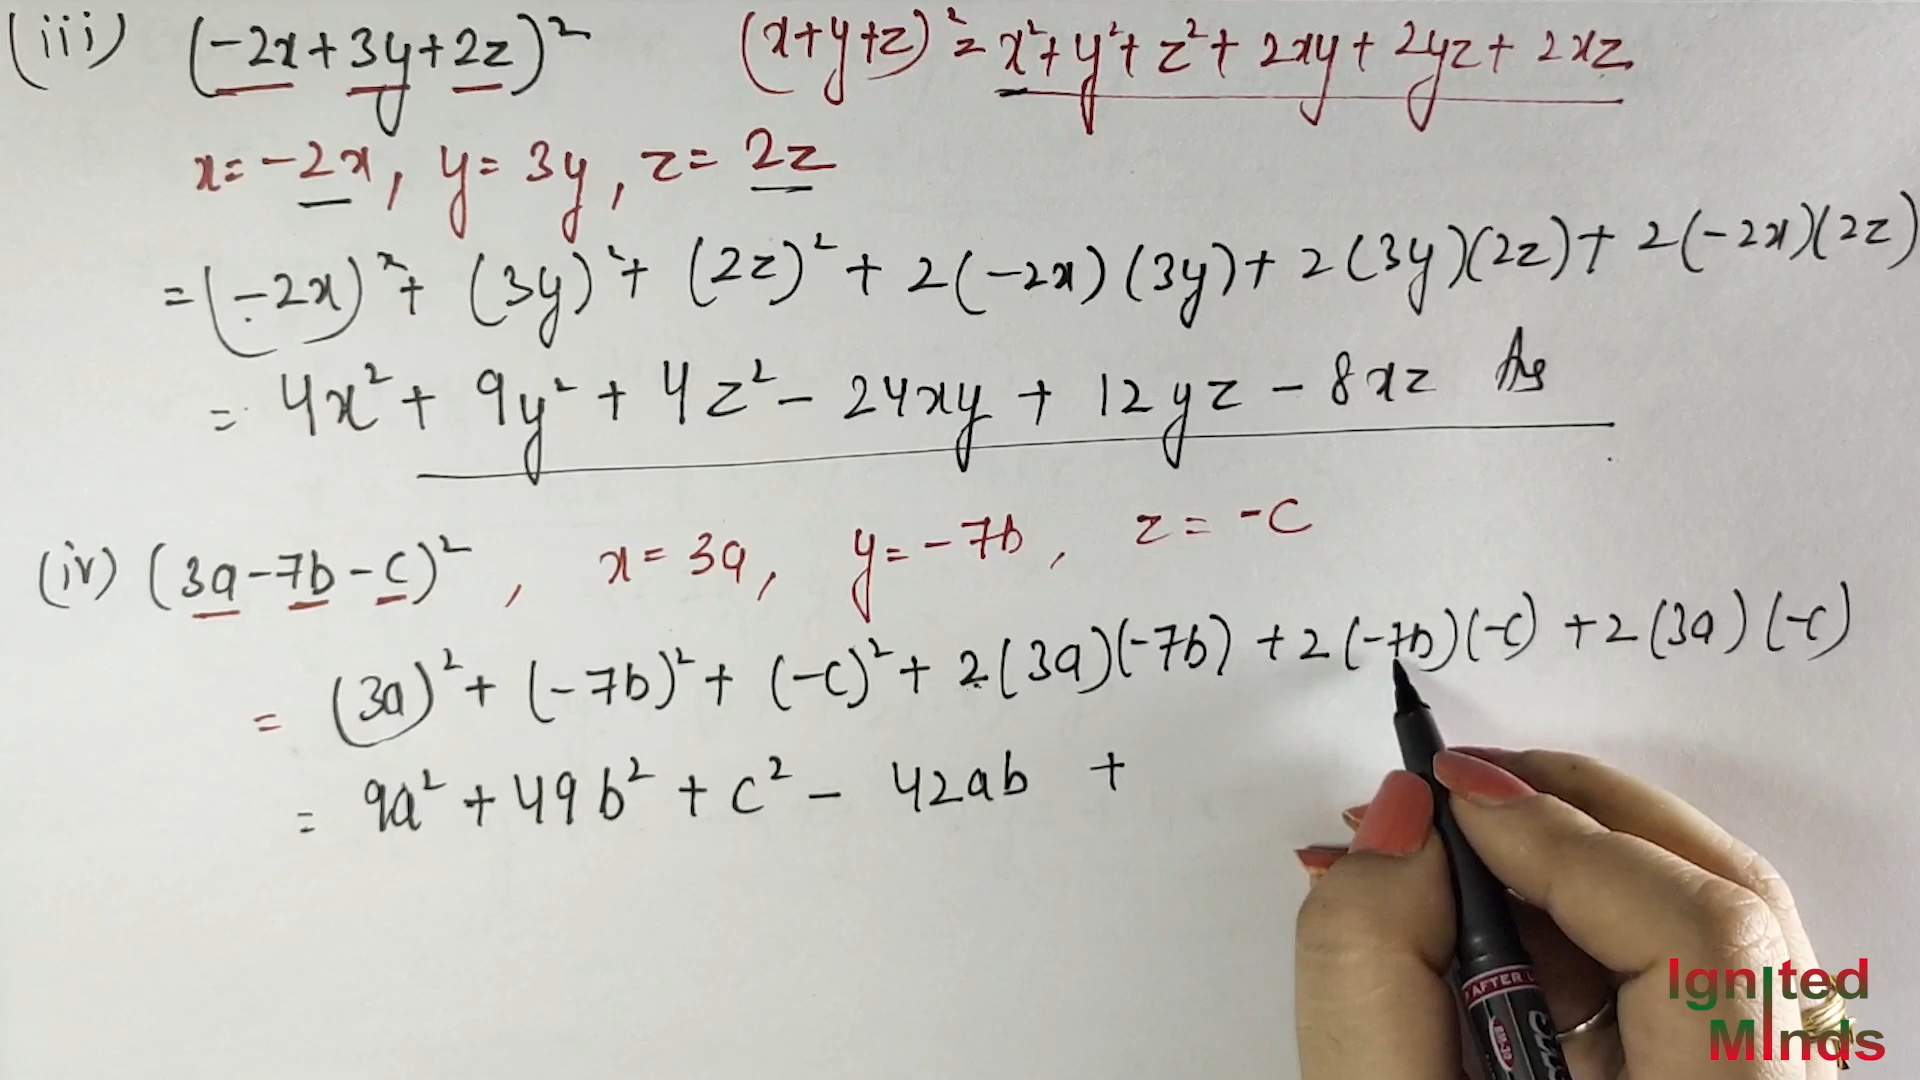 (iii) (-2x+3y+2z)² (x+y+z)²= x²+y²+z²+2xy+2yz+2xz
x=-2x, y=3y, z=2z
=(-2x)²+(3y)²+(2z)²+2(-2x)(3y)+2(3y)(2z)+2(-2x)(2z)
= 4x²+9y²+4z²-24xy+12yz-8xz As
(iv) (3a-7b-c)², x=3a, y=-7b, z=-c
= (3a)²+(-7b)²+(-c)²+2(3a)(-7b)+2(-7b)(-c)+2(3a)(-c)
= 9a²+49b²+c²-42ab+
AFTER
Ignited
Minds